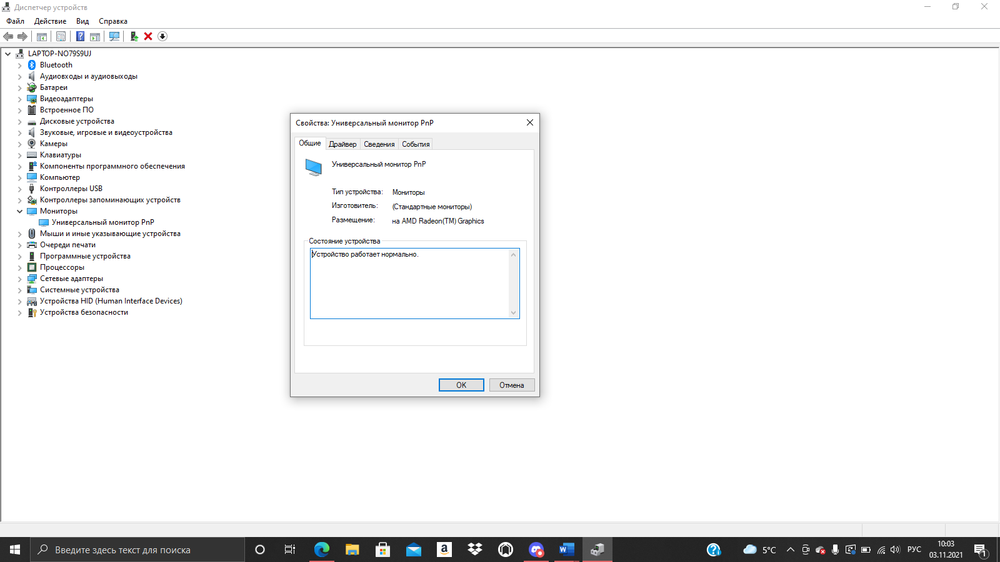 Диспетчер устройств
Файл Действие Вид Справка
LAPTOP-NO79S9UJ
Bluetooth
Аудиовходы и аудиовыходы
Батареи
Видеоадаптеры
Встроенное ПО
Дисковые устройства
Звуковые, игровые и видеоустройства
Камеры
Клавиатуры
Компоненты программного обеспечения
Компьютер
Контроллеры USB
Контроллеры запоминающих устройств
Мониторы
Универсальный монитор PnP
Мыши и иные указывающие устройства
Очереди печати
Программные устройства
Процессоры
Сетевые адаптеры
Системные устройства
Устройства HID (Human Interface Devices)
Устройства безопасности
Свойства: Универсальный монитор PnP
Общие Драйвер Сведения События
Универсальный монитор PnP
Тип устройства: Мониторы
Изготовитель: (Стандартные мониторы)
Размещение: на AMD Radeon(TM) Graphics
Состояние устройства
Устройство работает нормально.
OK Отмена
Введите здесь текст для поиска
5°C
РУС
10:03
03.11.2021
1